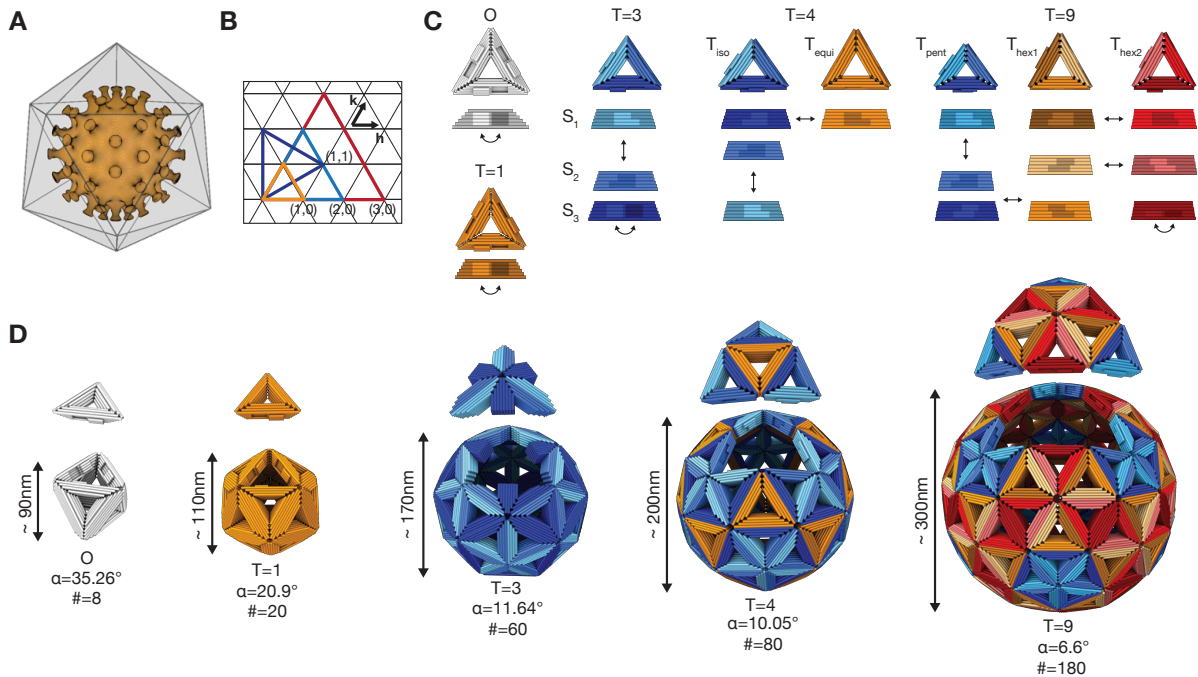 A
B
k
h
(1,1)
(1,0)
(2,0)
(3,0)
C
O
T=1
T=3
S1
S2
S3
T=4
Tiso
Tequi
T=9
Tpent
Thex1
Thex2
D
~ 90nm
O
α=35.26°
#=8
~ 110nm
T=1
α=20.9°
#=20
~ 170nm
T=3
α=11.64°
#=60
~ 200nm
T=4
α=10.05°
#=80
~ 300nm
T=9
α=6.6°
#=180